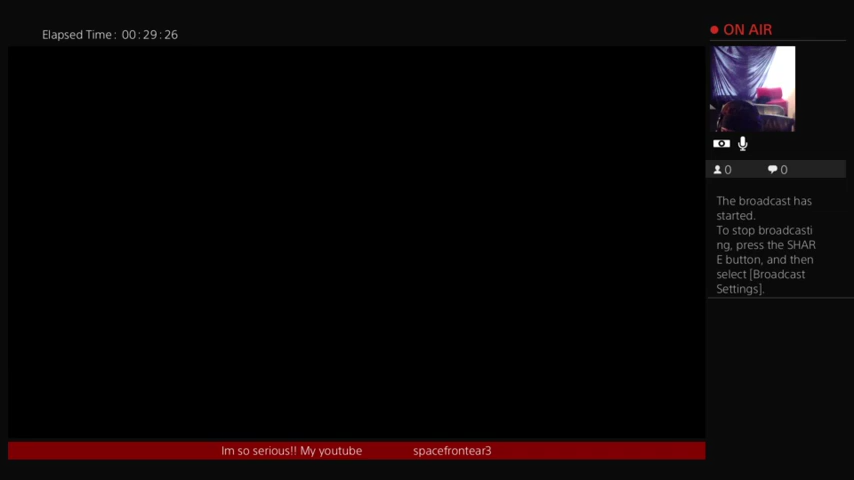 Elapsed Time: 00:29:26
ON AIR
0 0
The broadcast has
started.
To stop broadcasti
ng, press the SHAR
E button, and then
select [Broadcast
Settings].
Im so serious!! My youtube spacefrontear3